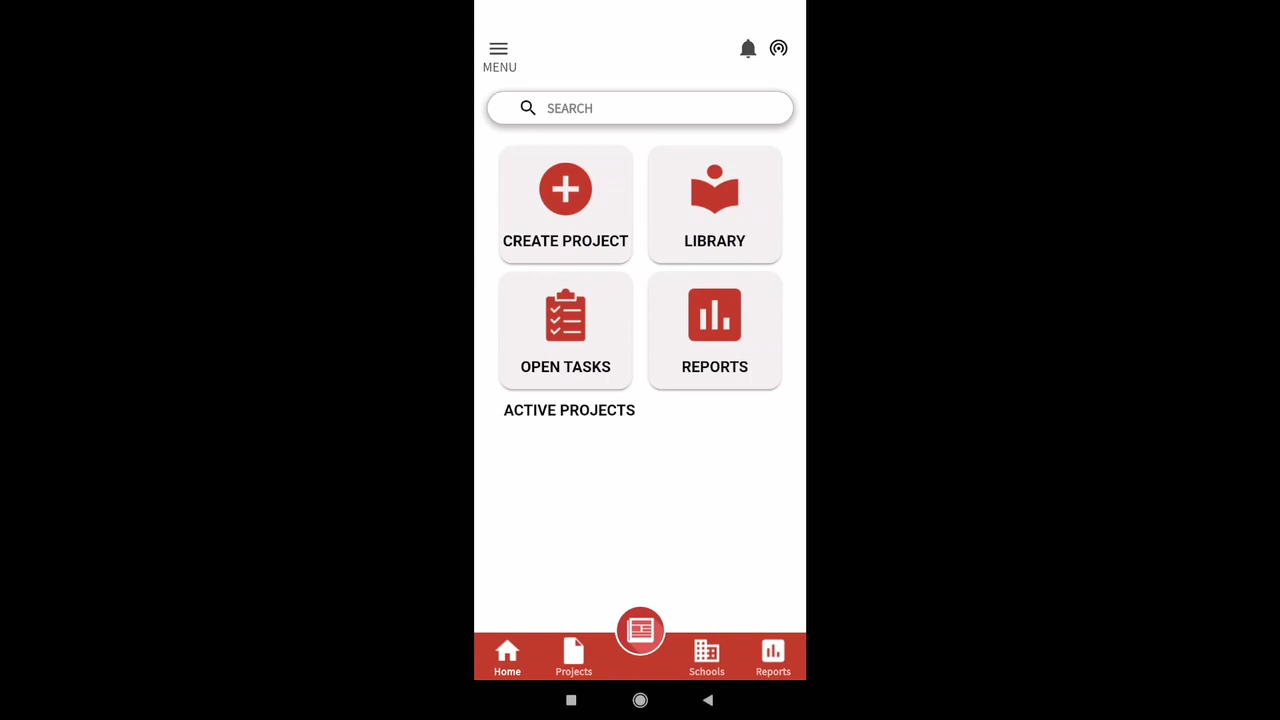 MENU
SEARCH
CREATE PROJECT
LIBRARY
OPEN TASKS
REPORTS
ACTIVE PROJECTS
Home
Projects
Schools
Reports